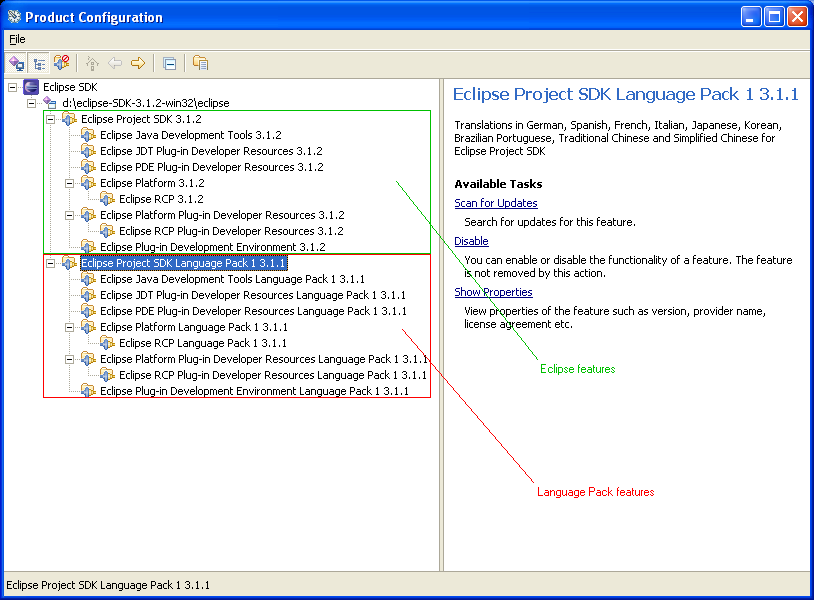 Product Configuration
File
Eclipse SDK
d:\eclipse-SDK-3.1.2-win32\eclipse
Eclipse Project SDK 3.1.2
Eclipse Java Development Tools 3.1.2
Eclipse JDT Plug-in Developer Resources 3.1.2
Eclipse PDE Plug-in Developer Resources 3.1.2
Eclipse Platform 3.1.2
Eclipse RCP 3.1.2
Eclipse Platform Plug-in Developer Resources 3.1.2
Eclipse RCP Plug-in Developer Resources 3.1.2
Eclipse Plug-in Development Environment 3.1.2
Eclipse Project SDK Language Pack 1 3.1.1
Eclipse Java Development Tools Language Pack 1 3.1.1
Eclipse JDT Plug-in Developer Resources Language Pack 1 3.1.1
Eclipse PDE Plug-in Developer Resources Language Pack 1 3.1.1
Eclipse Platform Language Pack 1 3.1.1
Eclipse RCP Language Pack 1 3.1.1
Eclipse Platform Plug-in Developer Resources Language Pack 1 3.1.1
Eclipse RCP Plug-in Developer Resources Language Pack 1 3.1.1
Eclipse Plug-in Development Environment Language Pack 1 3.1.1
Eclipse Project SDK Language Pack 1 3.1.1
Translations in German, Spanish, French, Italian, Japanese, Korean,
Brazilian Portuguese, Traditional Chinese and Simplified Chinese for
Eclipse Project SDK
Available Tasks
Scan for Updates
Search for updates for this feature.
Disable
You can enable or disable the functionality of a feature. The feature
is not removed by this action.
Show Properties
View properties of the feature such as version, provider name,
license agreement etc.
Eclipse features
Language Pack features
Eclipse Project SDK Language Pack 1 3.1.1